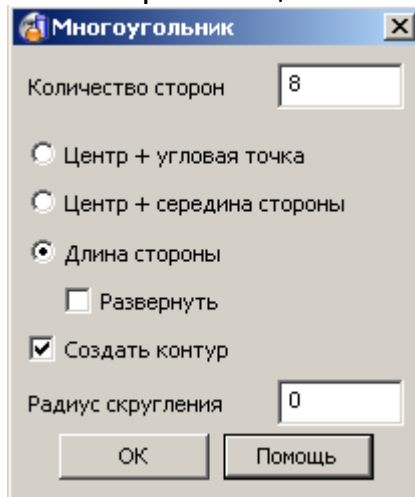 Многоугольник
Количество сторон 8
Центр + угловая точка
Центр + середина стороны
Длина стороны
Развернуть
Создать контур
Радиус скругления 0
OK Помощь